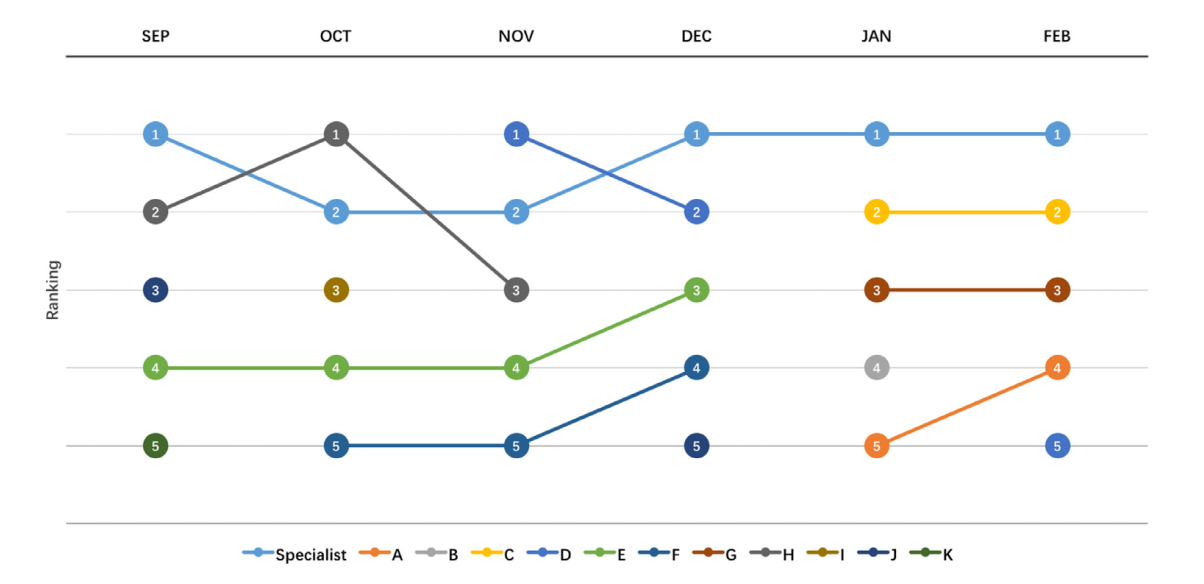 SEP OCT NOV DEC JAN FEB
1 1 1 1 1 1
2 2 2 2 2 2
Ranking
3 3 3 3 3 3
4 4 4 4 4 4
5 5 5 5 5 5
Specialist A B C D E F G H I J K